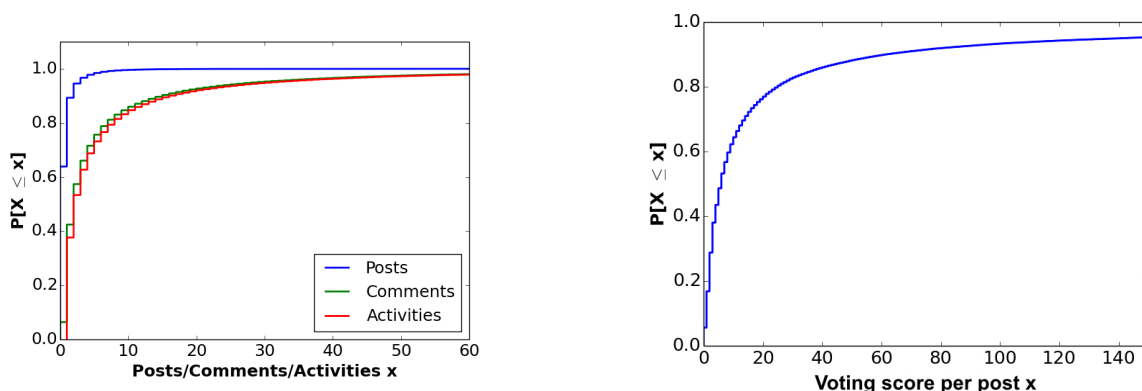 1.0
0.8
0.6
0.4
0.2
0.0
P[X ≤ x]
0 10 20 30 40 50 60
Posts/Comments/Activities x
Posts
Comments
Activities
1.0
0.8
0.6
0.4
0.2
0.0
P[X ≤ x]
0 20 40 60 80 100 120 140
Voting score per post x